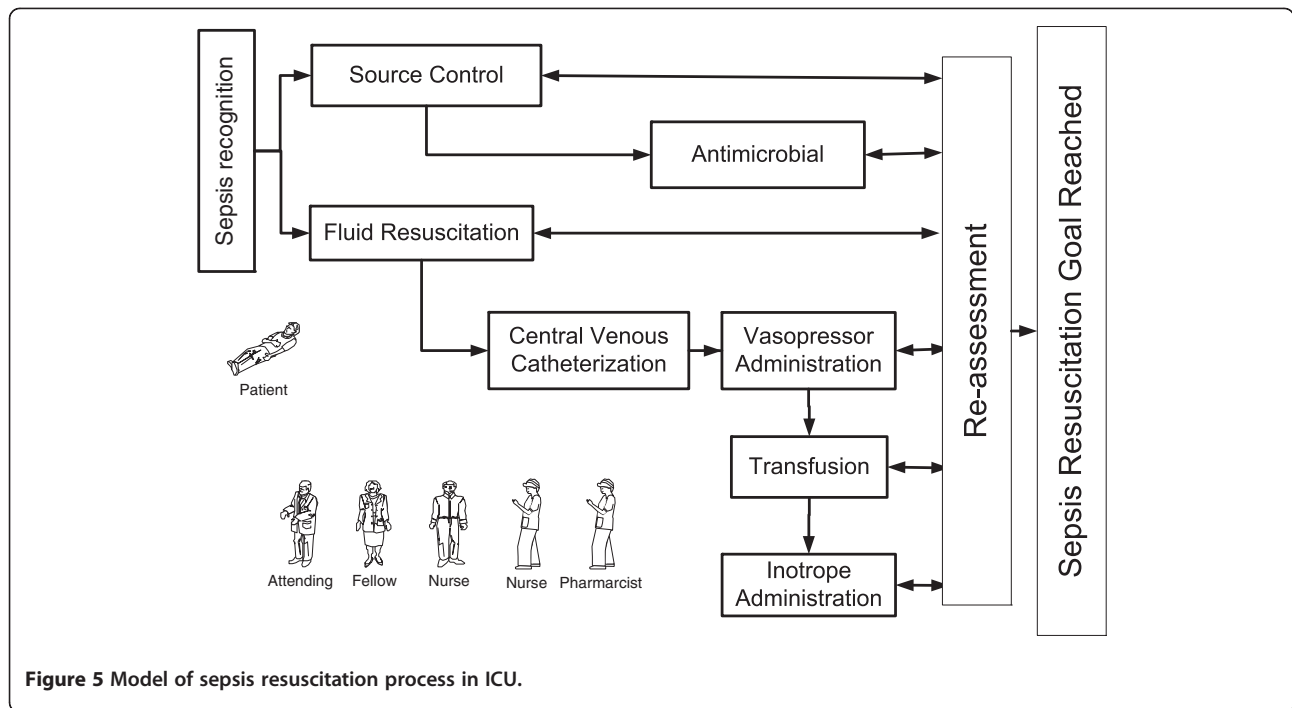 Sepsis recognition
Source Control
Antimicrobial
Fluid Resuscitation
Central Venous
Catheterization
Vasopressor
Administration
Transfusion
Inotrope
Administration
Re-assessment
Sepsis Resuscitation Goal Reached
Patient
Attending
Fellow
Nurse
Nurse
Pharmarcist
Figure 5 Model of sepsis resuscitation process in ICU.